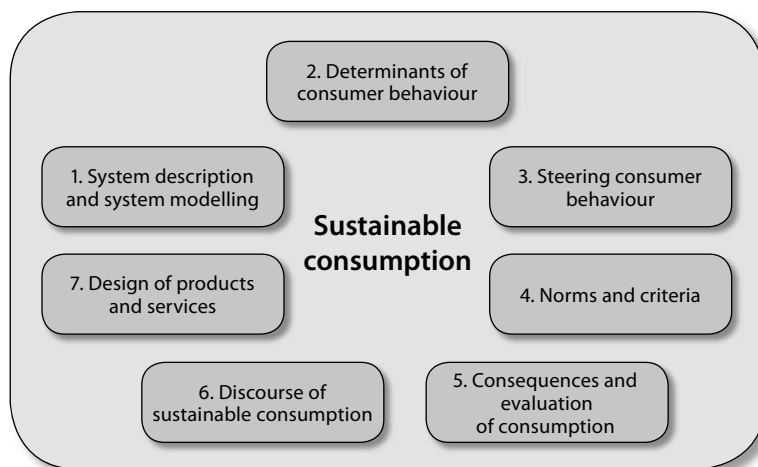 2. Determinants of
consumer behaviour
1. System description
and system modelling
3. Steering consumer
behaviour
Sustainable
consumption
7. Design of products
and services
4. Norms and criteria
6. Discourse of
sustainable consumption
5. Consequences and
evaluation
of consumption